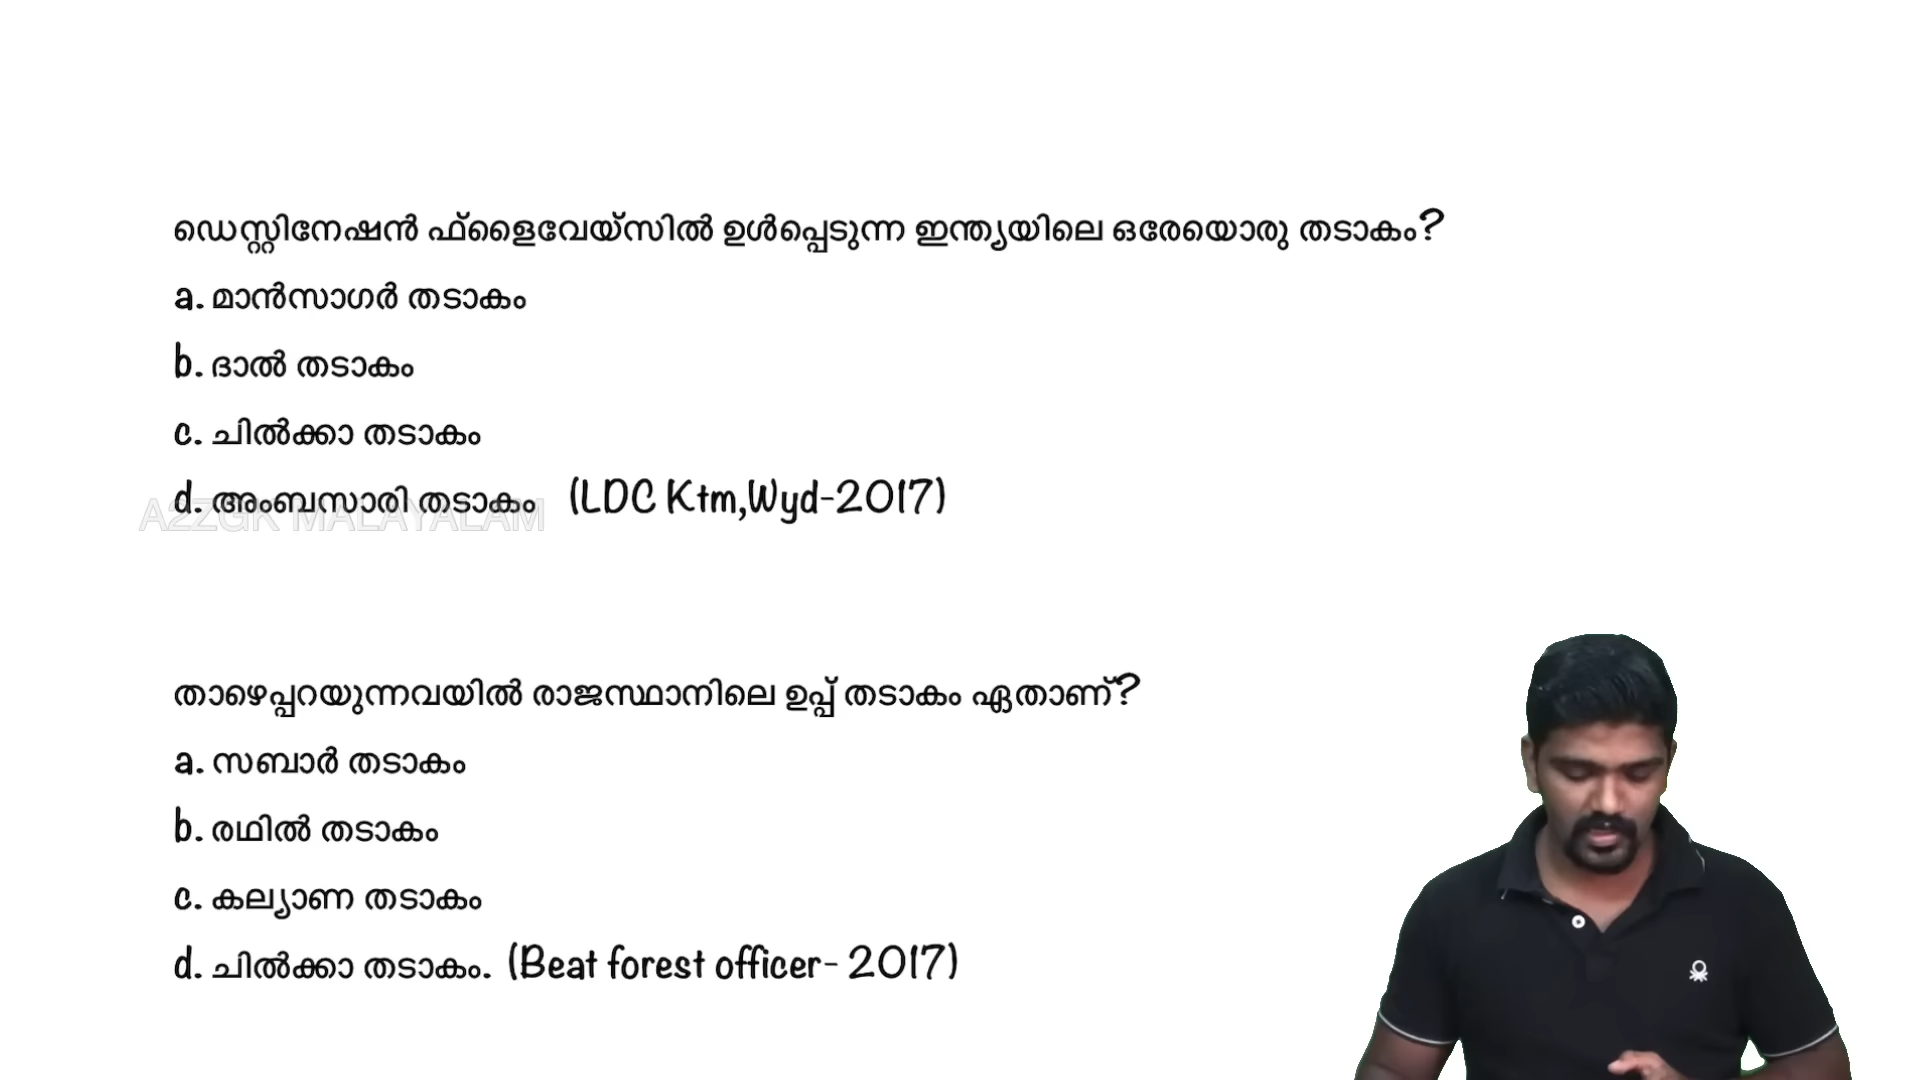 ഡെസ്റ്റിനേഷൻ ഫ്ളൈവേയ്സിൽ ഉൾപ്പെടുന്ന ഇന്ത്യയിലെ ഒരേയൊരു തടാകം?
a. മാൻസാഗർ തടാകം
b. ദാൽ തടാകം
c. ചിൽക്കാ തടാകം
d. അംബസാരി തടാകം (LDC Ktm,Wyd-2017)
A2ZGK MALAYALAM
താഴെപ്പറയുന്നവയിൽ രാജസ്ഥാനിലെ ഉപ്പ് തടാകം ഏതാണ്?
a. സബാർ തടാകം
b. രഥിൽ തടാകം
c. കല്യാണ തടാകം
d. ചിൽക്കാ തടാകം. (Beat forest officer- 2017)